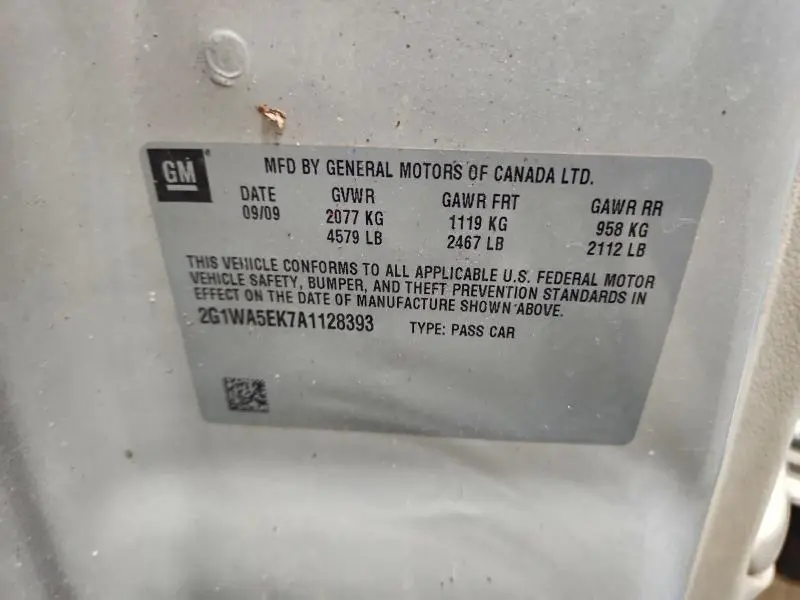 GM
MFD BY GENERAL MOTORS OF CANADA LTD.
DATE GVWR GAWR FRT GAWR RR
09/09 2077 KG 1119 KG 958 KG
4579 LB 2467 LB 2112 LB
THIS VEHICLE CONFORMS TO ALL APPLICABLE U.S. FEDERAL MOTOR
VEHICLE SAFETY, BUMPER, AND THEFT PREVENTION STANDARDS IN
EFFECT ON THE DATE OF MANUFACTURE SHOWN ABOVE.
2G1WA5EK7A1128393 TYPE: PASS CAR